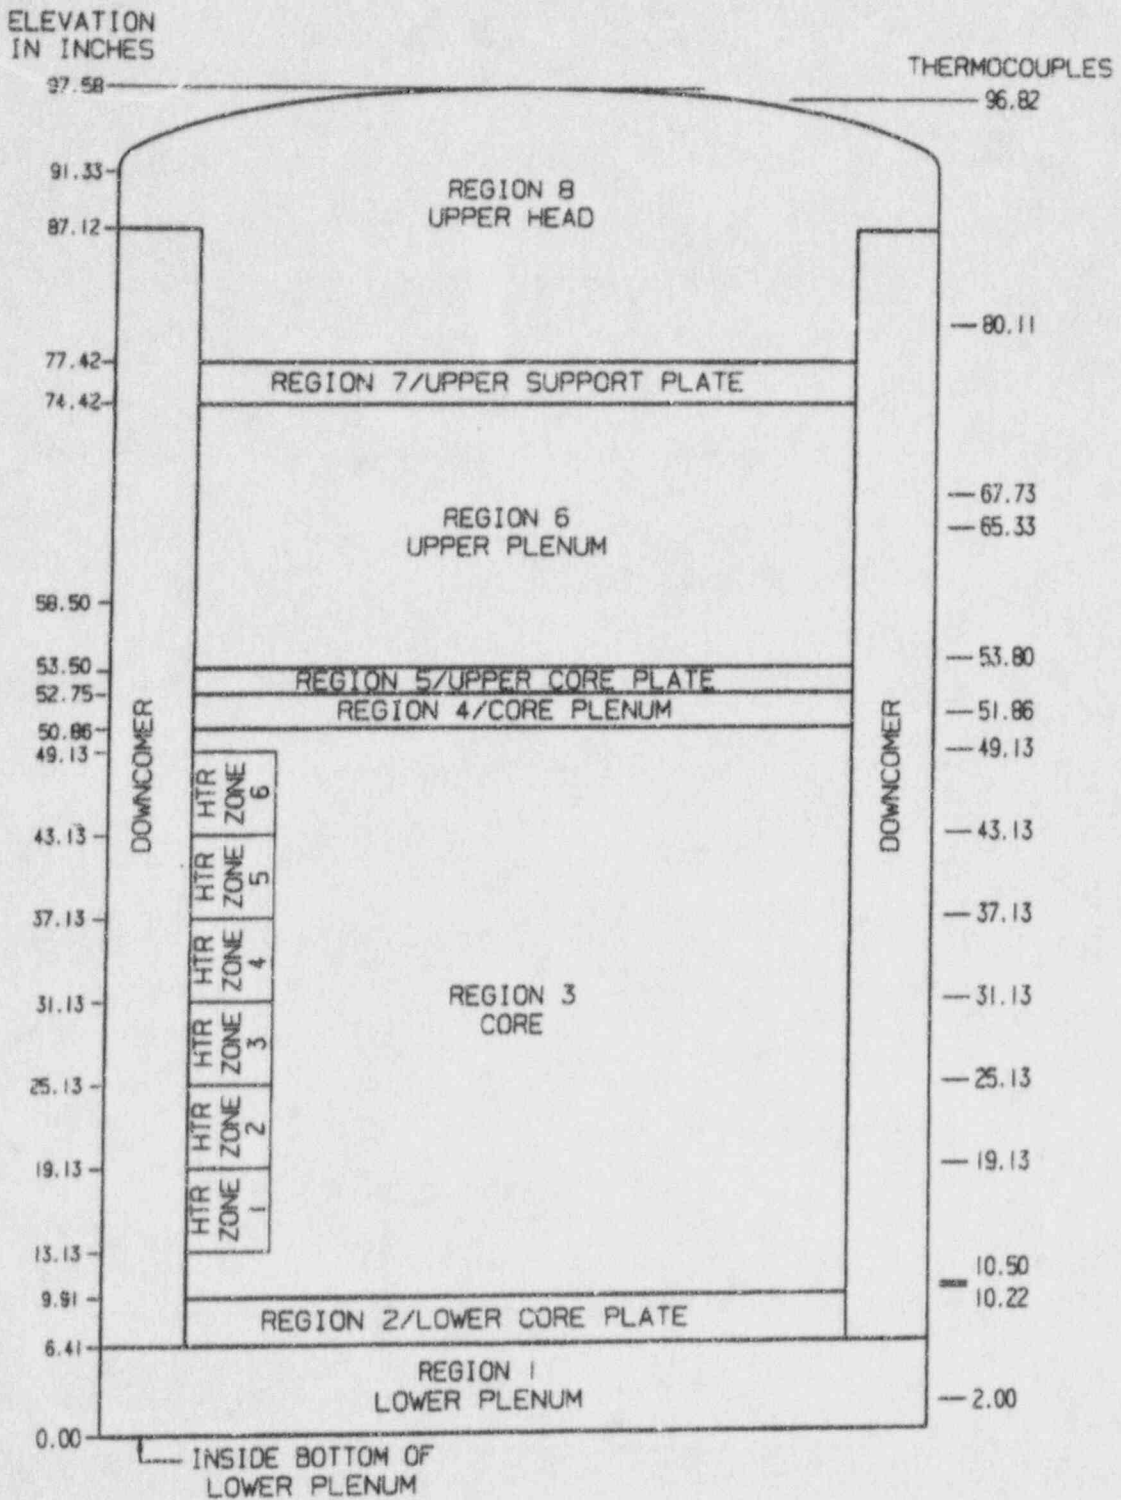 ELEVATION
IN INCHES
THERMOCOUPLES
97.58
96.82
91.33
REGION 8
UPPER HEAD
87.12
80.11
77.42
REGION 7/UPPER SUPPORT PLATE
74.42
67.73
REGION 6
UPPER PLENUM
65.33
58.50
53.50
53.80
REGION 5/UPPER CORE PLATE
52.75
REGION 4/CORE PLENUM
51.86
50.86
49.13
49.13
DOWNCOMER
DOWNCOMER
HTR
ZONE
6
43.13
43.13
HTR
ZONE
5
37.13
37.13
HTR
ZONE
4
31.13
31.13
REGION 3
CORE
HTR
ZONE
3
25.13
25.13
HTR
ZONE
2
19.13
19.13
HTR
ZONE
1
13.13
10.50
10.22
9.91
REGION 2/LOWER CORE PLATE
6.41
REGION 1
LOWER PLENUM
2.00
0.00
INSIDE BOTTOM OF
LOWER PLENUM